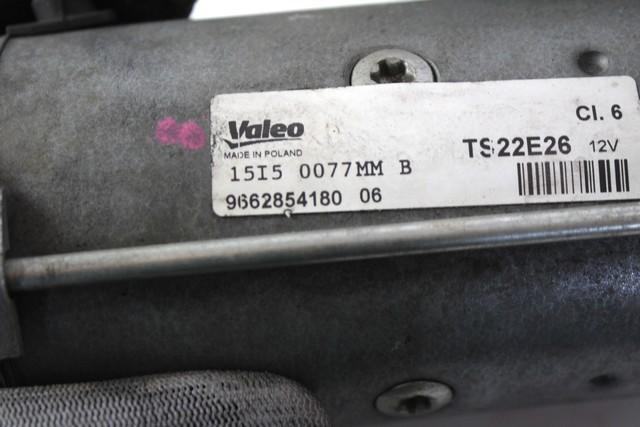 Valeo
MADE IN POLAND
Cl. 6
TS22E26 12V
15I5 0077MM B
9662854180 06